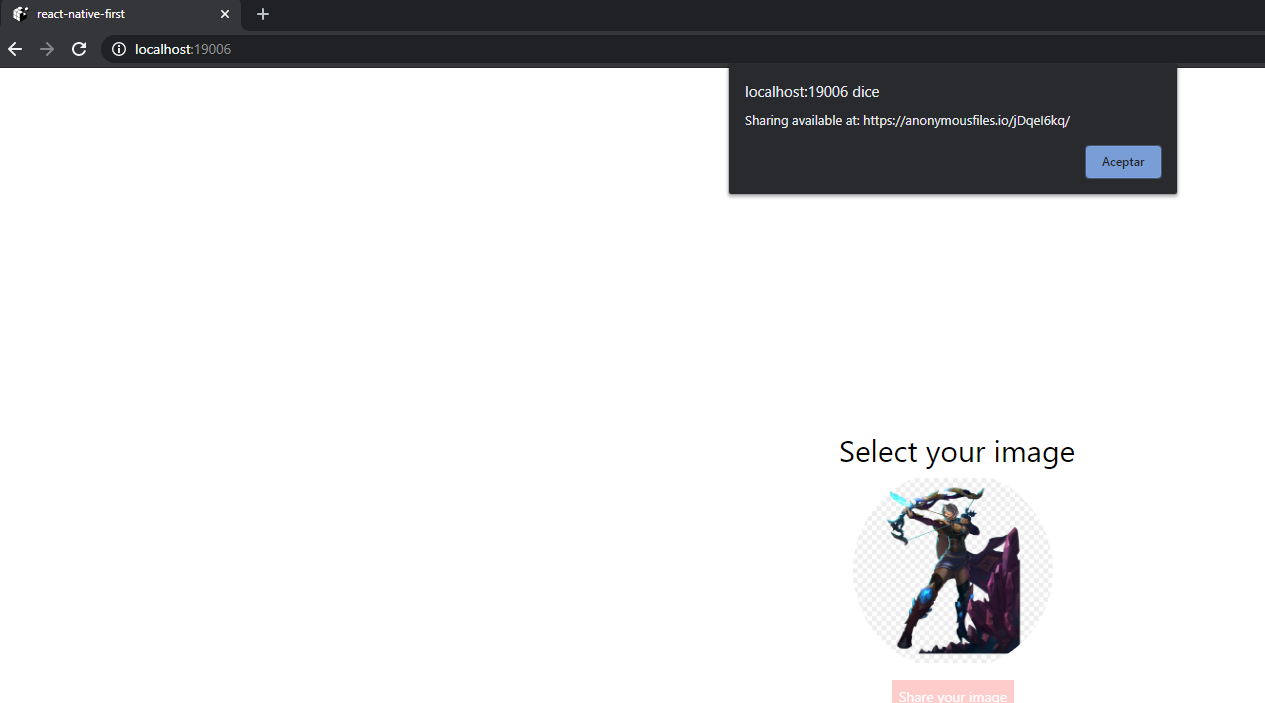 react-native-first
localhost:19006
localhost:19006 dice
Sharing available at: https://anonymousfiles.io/jDqeI6kq/
Aceptar
Select your image
Share your image